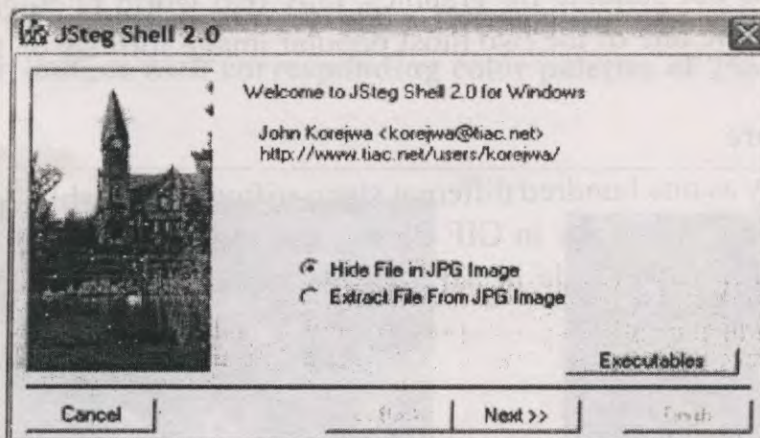 JSteg Shell 2.0
Welcome to JSteg Shell 2.0 for Windows
John Korejwa <korejwa@tiac.net>
http://www.tiac.net/users/korejwa/
Hide File in JPG Image
Extract File From JPG Image
Executables
Cancel
Next >>